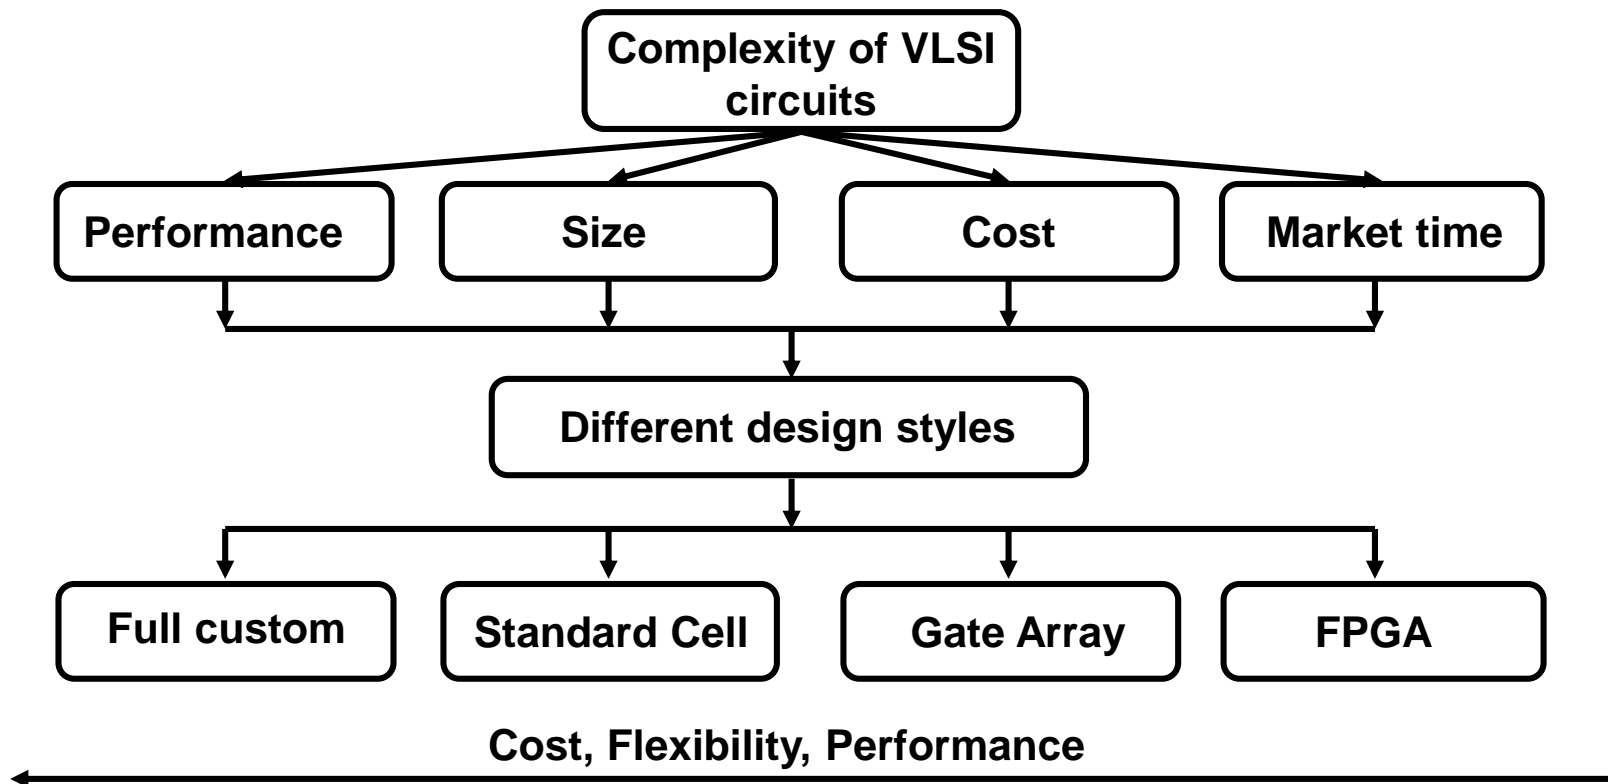 Complexity of VLSI
circuits
Performance
Size
Cost
Market time
Different design styles
Full custom
Standard Cell
Gate Array
FPGA
Cost, Flexibility, Performance